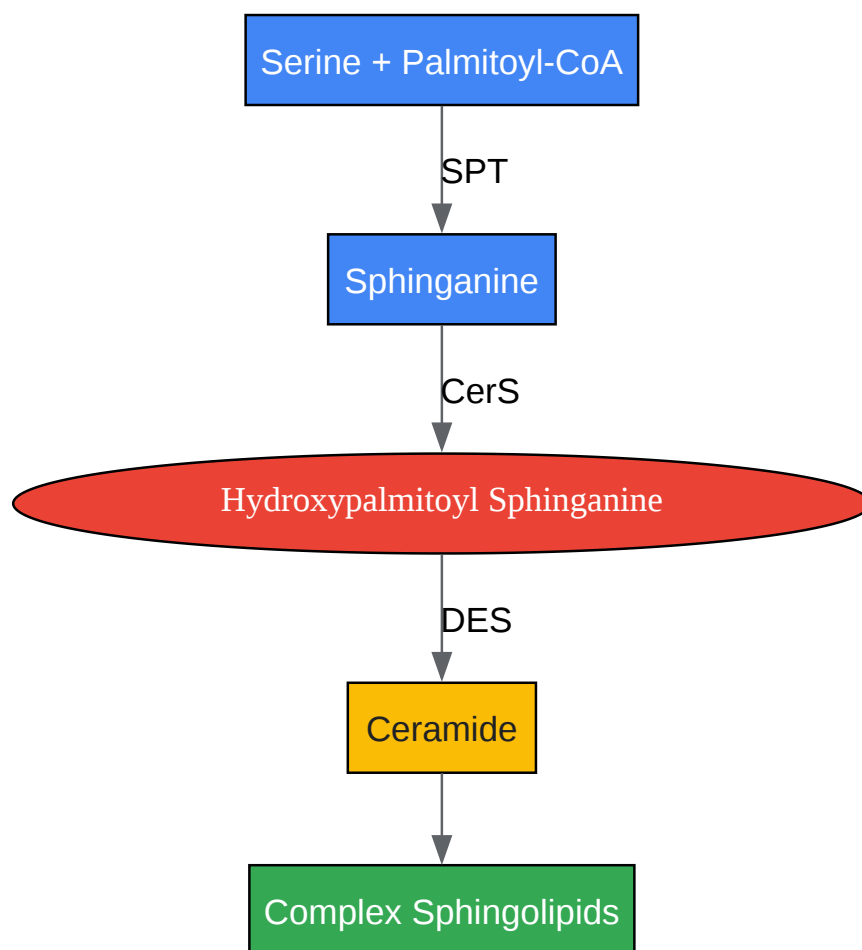 Serine + Palmitoyl-CoA
SPT
Sphinganine
CerS
Hydroxypalmitoyl Sphinganine
DES
Ceramide
Complex Sphingolipids